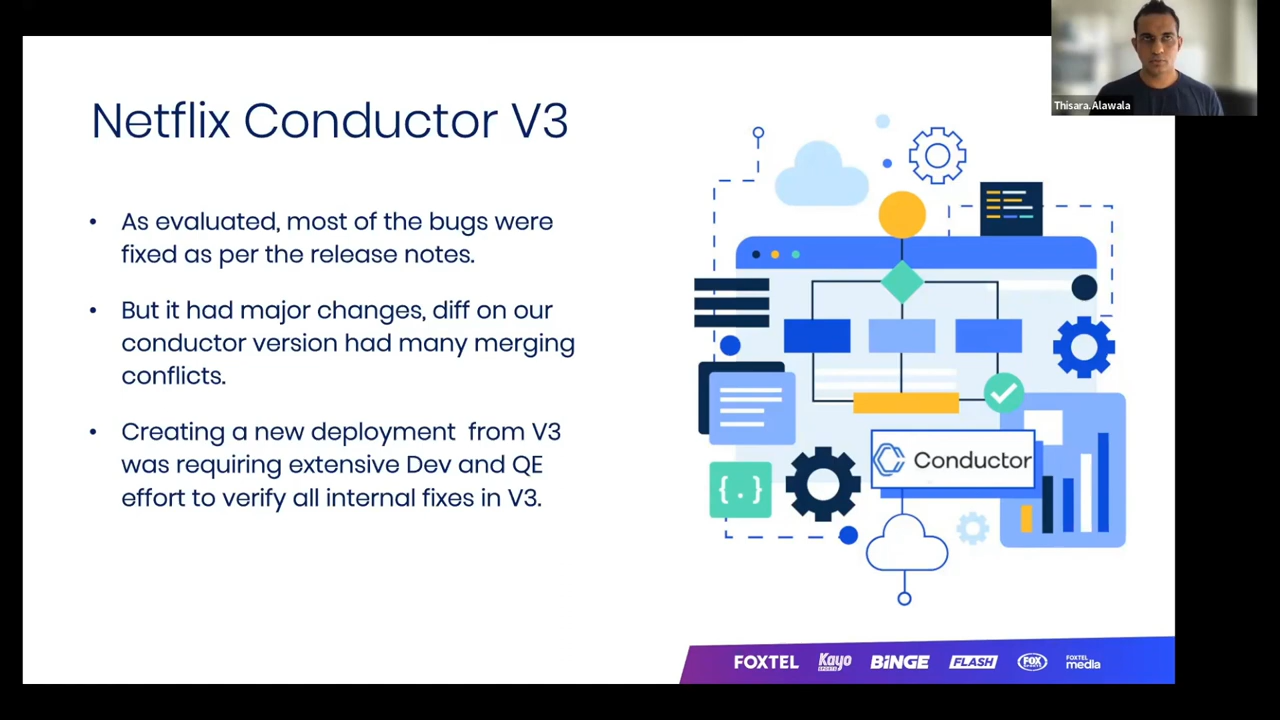 Thisara. Alawala
Netflix Conductor V3
• As evaluated, most of the bugs were
fixed as per the release notes.
• But it had major changes, diff on our
conductor version had many merging
conflicts.
• Creating a new deployment from V3
was requiring extensive Dev and QE
effort to verify all internal fixes in V3.
{.}
Conductor
FOXTEL Kayo SPORTS BINGE FLASH FOX SPORTS FOXTEL media